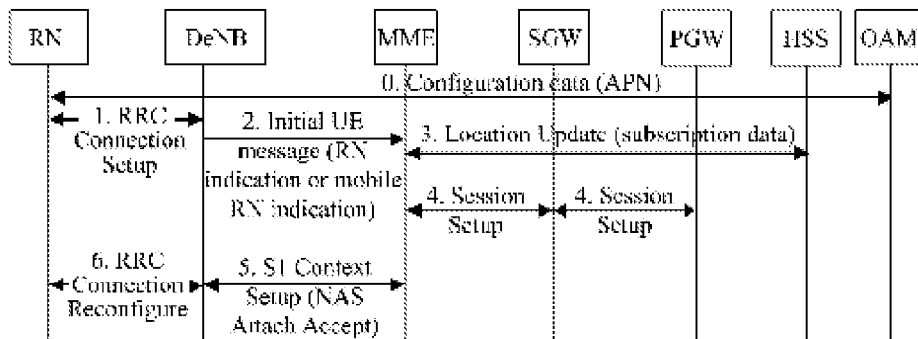 RN DeNB MME SGW PGW HSS OAM
0. Configuration data (APN)
1. RRC
Connection
Setup
2. Initial UE
message (RN
indication or mobile
RN indication)
3. Location Update (subscription data)
4. Session
Setup
4. Session
Setup
6. RRC
Connection
Reconfigure
5. S1 Context
Setup (NAS
Attach Accept)